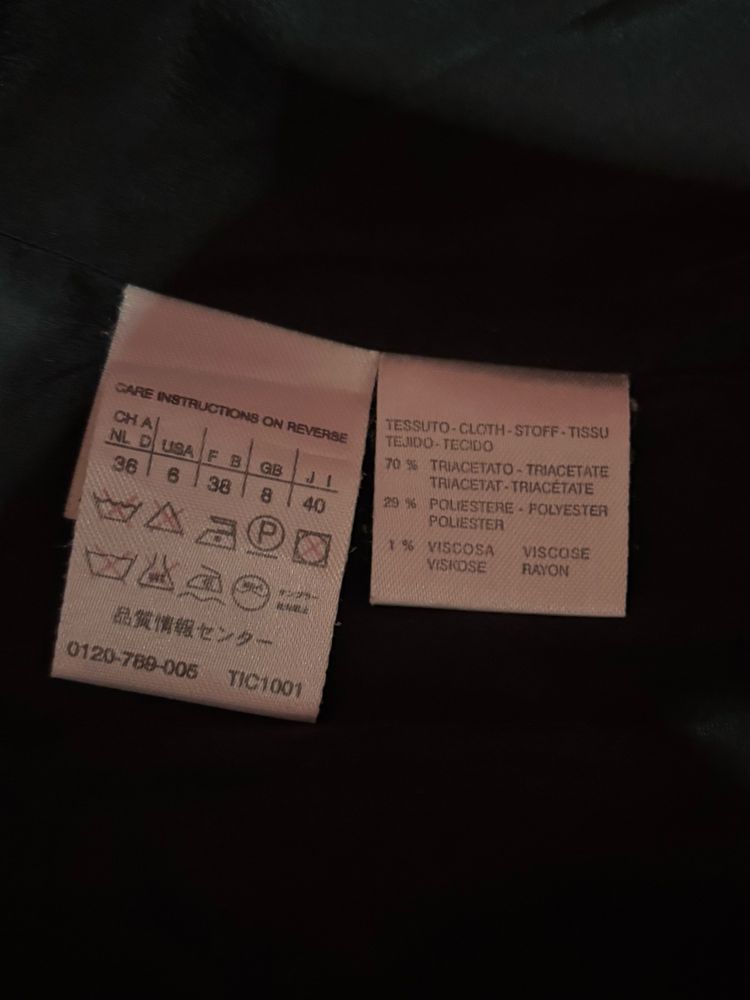 CARE INSTRUCTIONS ON REVERSE
CH A
NL D USA F B GB J I
36 6 38 8 40
P
品質情報センター
0120-789-005 TIC1001
TESSUTO - CLOTH - STOFF - TISSU
TEJIDO - TECIDO
70 % TRIACETATO - TRIACETATE
TRIACETAT - TRIACÉTATE
29 % POLIESTERE - POLYESTER
POLIESTER
1 % VISCOSA VISCOSE
VISKOSE RAYON